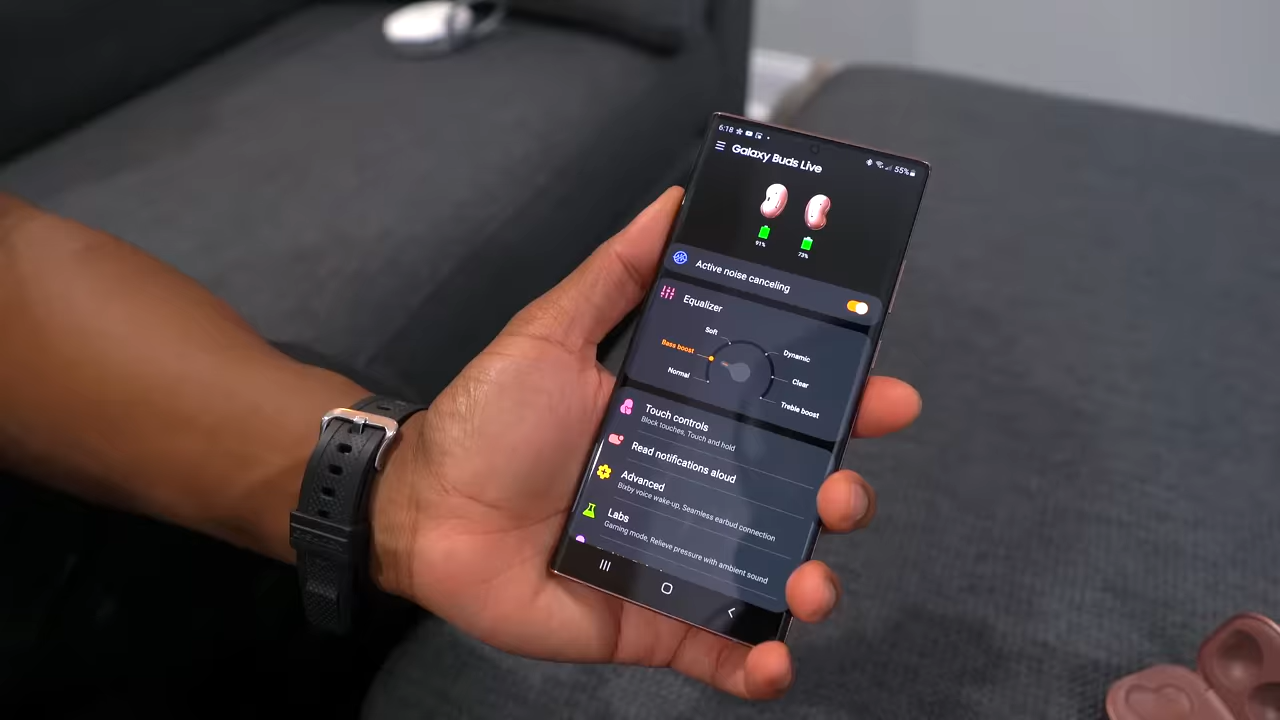 6:18
55%
Galaxy Buds Live
91%
73%
Active noise canceling
Equalizer
Soft
Dynamic
Bass boost
Clear
Normal
Treble boost
Touch controls
Block touches, Touch and hold
Read notifications aloud
Advanced
Bixby voice wake-up, Seamless earbud connection
Labs
Gaming mode, Relieve pressure with ambient sound